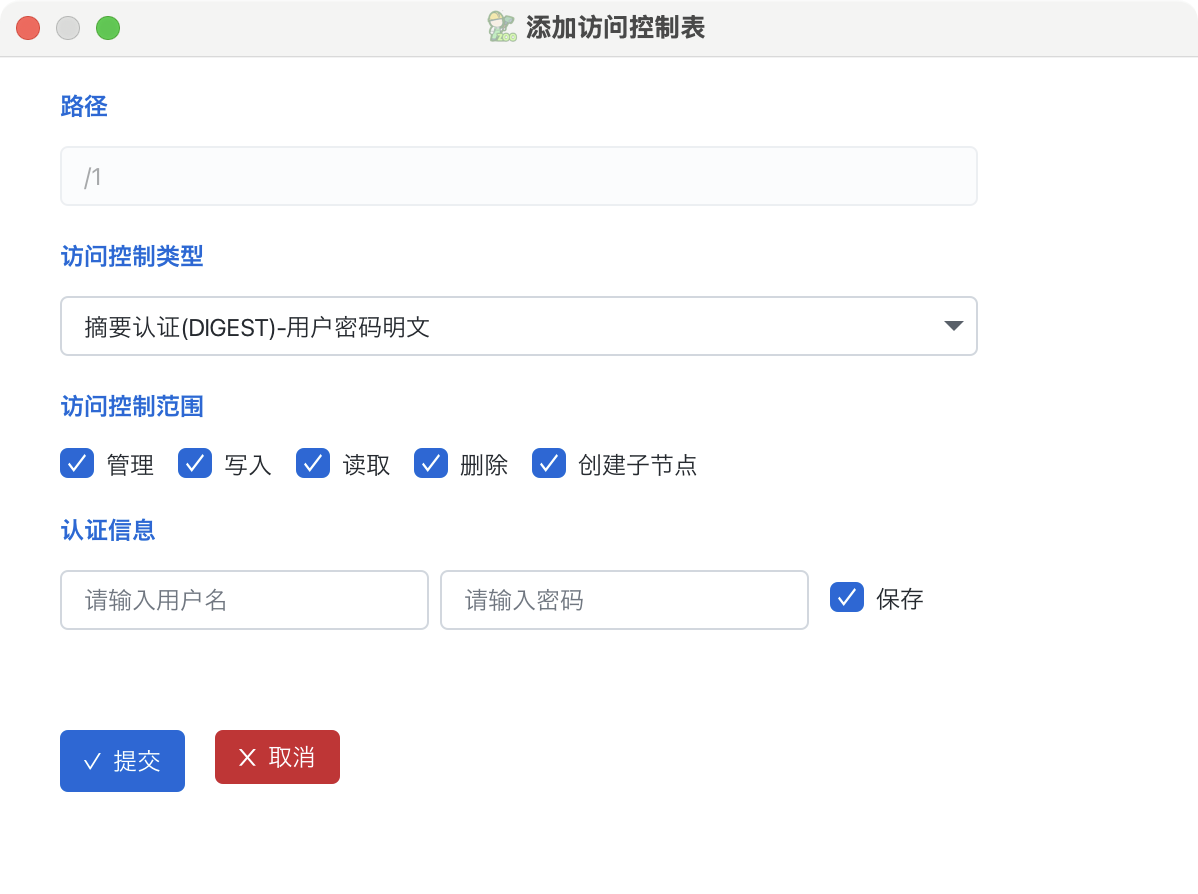 添加访问控制表
路径
/1
访问控制类型
摘要认证(DIGEST)-用户密码明文
访问控制范围
管理 写入 读取 删除 创建子节点
认证信息
请输入用户名 请输入密码 保存
提交 取消